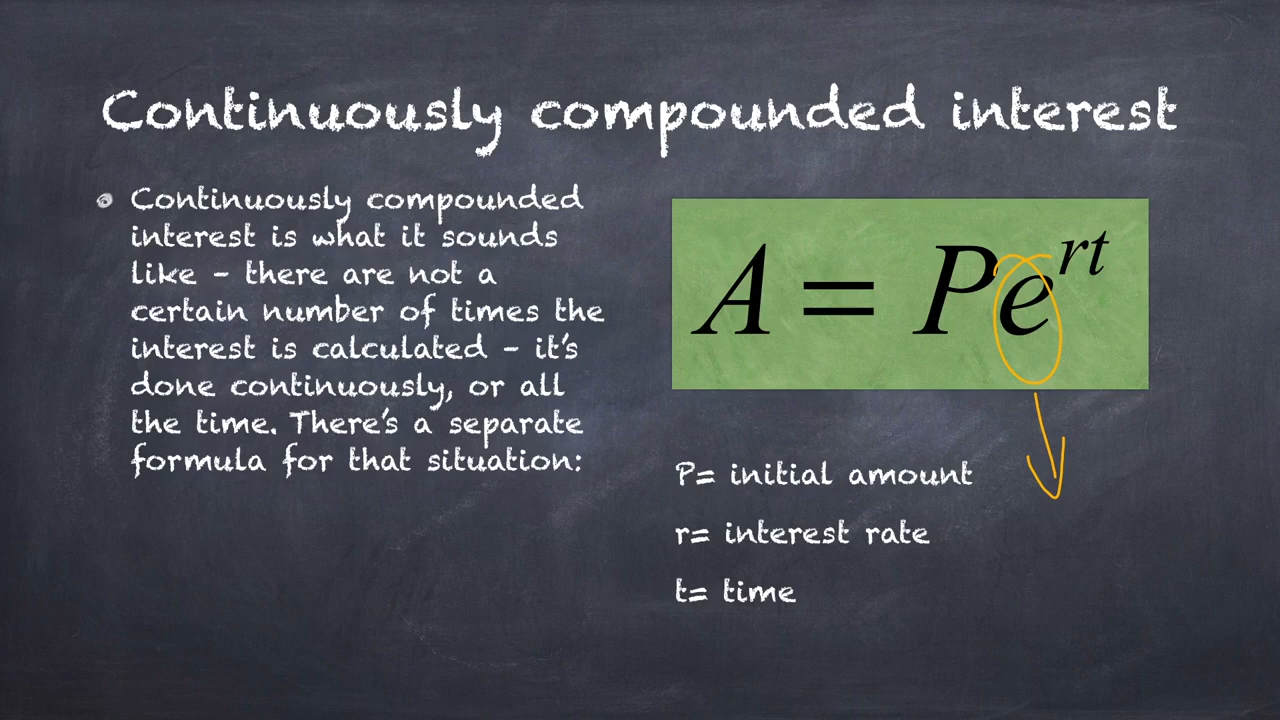 Continuously compounded interest
Continuously compounded
interest is what it sounds
like – there are not a
certain number of times the
interest is calculated – it's
done continuously, or all
the time. There's a separate
formula for that situation:
A = Pe^{rt}
P= initial amount
r= interest rate
t= time